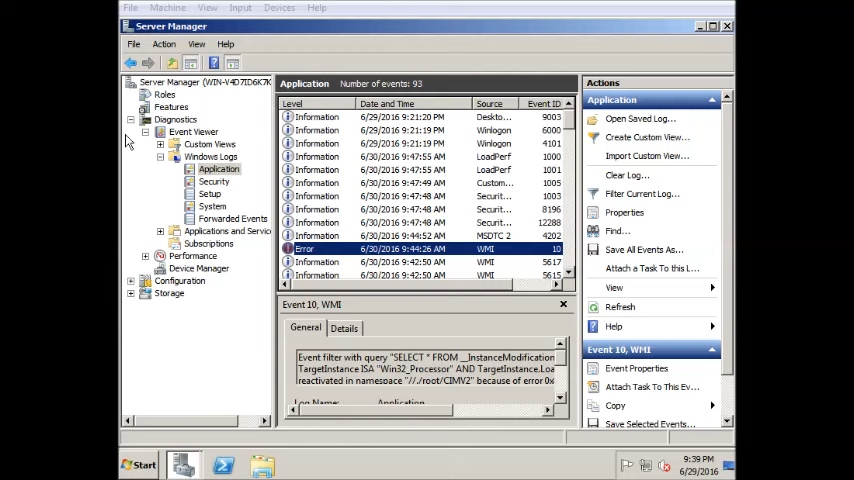 File Machine View Input Devices Help
Server Manager
File Action View Help
Server Manager (WIN-V4D7ID6K7K
Roles
Features
Diagnostics
Event Viewer
Custom Views
Windows Logs
Application
Security
Setup
System
Forwarded Events
Applications and Service
Subscriptions
Performance
Device Manager
Configuration
Storage
Application Number of events: 93
Level Date and Time Source Event ID
Information 6/29/2016 9:21:20 PM Deskto... 9003
Information 6/29/2016 9:21:19 PM Winlogon 6000
Information 6/29/2016 9:21:19 PM Winlogon 4101
Information 6/30/2016 9:47:55 AM LoadPerf 1000
Information 6/30/2016 9:47:55 AM LoadPerf 1001
Information 6/30/2016 9:47:49 AM Custom... 1005
Information 6/30/2016 9:47:48 AM Securit... 1003
Information 6/30/2016 9:47:48 AM Securit... 8196
Information 6/30/2016 9:47:48 AM Securit... 12288
Information 6/30/2016 9:44:52 AM MSDTC 2 4202
Error 6/30/2016 9:44:26 AM WMI 10
Information 6/30/2016 9:42:50 AM WMI 5617
Information 6/30/2016 9:42:50 AM WMI 5615
Event 10, WMI
General Details
Event filter with query "SELECT * FROM __InstanceModification
TargetInstance ISA "Win32_Processor" AND TargetInstance.Loa
reactivated in namespace "//./root/CIMV2" because of error 0x
Log Name: Application
Actions
Application
Open Saved Log...
Create Custom View...
Import Custom View...
Clear Log...
Filter Current Log...
Properties
Find...
Save All Events As...
Attach a Task To this L...
View
Refresh
Help
Event 10, WMI
Event Properties
Attach Task To This Ev...
Copy
Save Selected Events...
Start
9:39 PM
6/29/2016